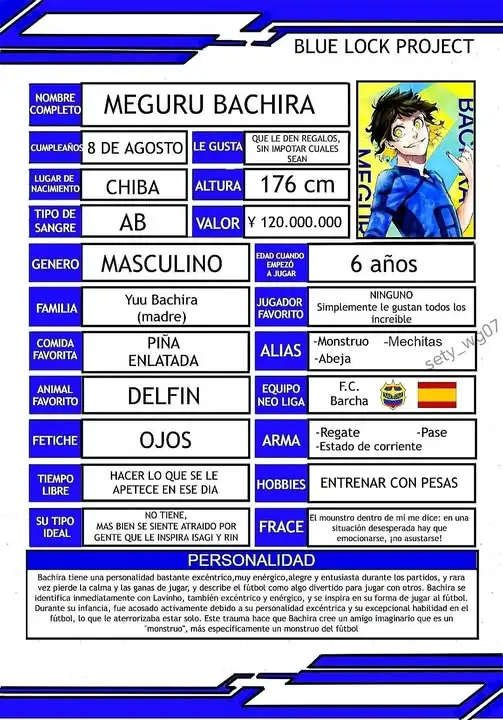 BLUE LOCK PROJECT
NOMBRE
COMPLETO
MEGURU BACHIRA
CUMPLEAÑOS
8 DE AGOSTO
LE GUSTA
QUE LE DEN REGALOS,
SIN IMPOTAR CUALES
SEAN
LUGAR DE
NACIMIENTO
CHIBA
ALTURA
176 cm
TIPO DE
SANGRE
AB
VALOR
¥ 120.000.000
BACHIRA
MEGURU
GENERO
MASCULINO
EDAD CUANDO
EMPEZÓ
A JUGAR
6 años
FAMILIA
Yuu Bachira
(madre)
JUGADOR
FAVORITO
NINGUNO
Simplemente le gustan todos los
increible
COMIDA
FAVORITA
PIÑA
ENLATADA
ALIAS
-Monstruo -Mechitas
-Abeja
sety_wg07
ANIMAL
FAVORITO
DELFIN
EQUIPO
NEO LIGA
F.C.
Barcha
FETICHE
OJOS
ARMA
-Regate -Pase
-Estado de corriente
TIEMPO
LIBRE
HACER LO QUE SE LE
APETECE EN ESE DIA
HOBBIES
ENTRENAR CON PESAS
SU TIPO
IDEAL
NO TIENE,
MAS BIEN SE SIENTE ATRAIDO POR
GENTE QUE LE INSPIRA ISAGI Y RIN
FRACE
El mounstro dentro de mi me dice: en una
situación desesperada hay que
emocionarse, ¡no asustarse!
PERSONALIDAD
Bachira tiene una personalidad bastante excéntrico,muy enérgico,alegre y entusiasta durante los partidos, y rara
vez pierde la calma y las ganas de jugar, y describe el fútbol como algo divertido para jugar con otros. Bachira se
identifica inmediatamente con Lavinho, también excéntrico y enérgico, y se inspira en su forma de jugar al fútbol.
Durante su infancia, fue acosado activamente debido a su personalidad excéntrica y su excepcional habilidad en el
fútbol, lo que le aterrorizaba estar solo. Este trauma hace que Bachira cree un amigo imaginario que es un
"monstruo", más específicamente un monstruo del fútbol